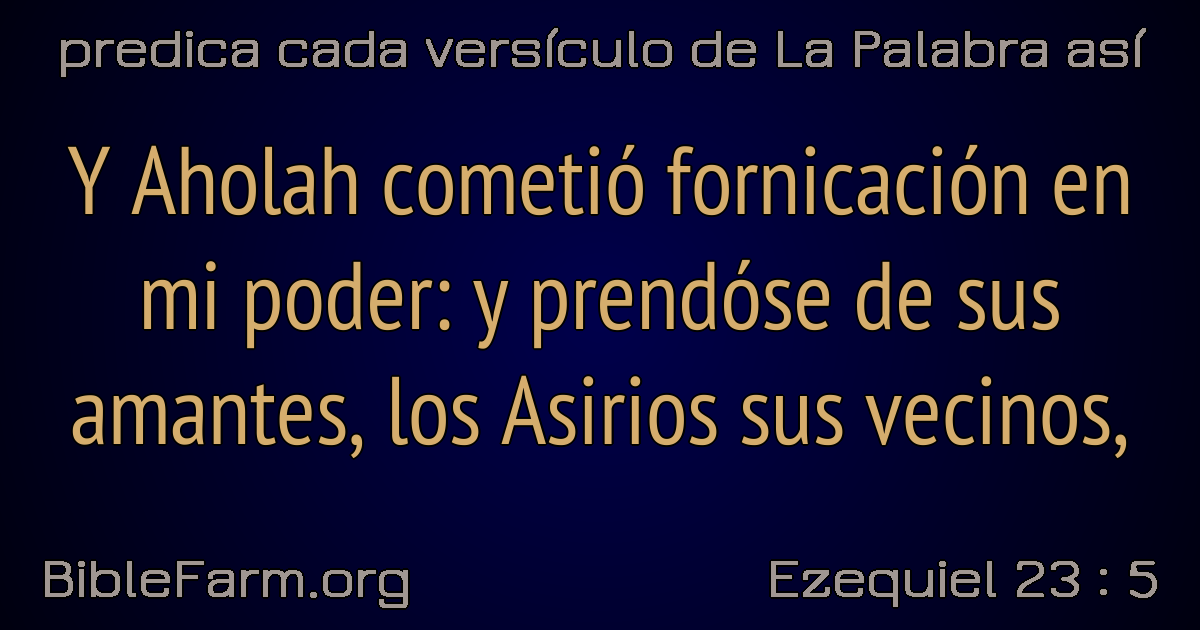 predica cada versículo de La Palabra así
Y Aholah cometió fornicación en
mi poder: y prendóse de sus
amantes, los Asirios sus vecinos,
BibleFarm.org
Ezequiel 23 : 5